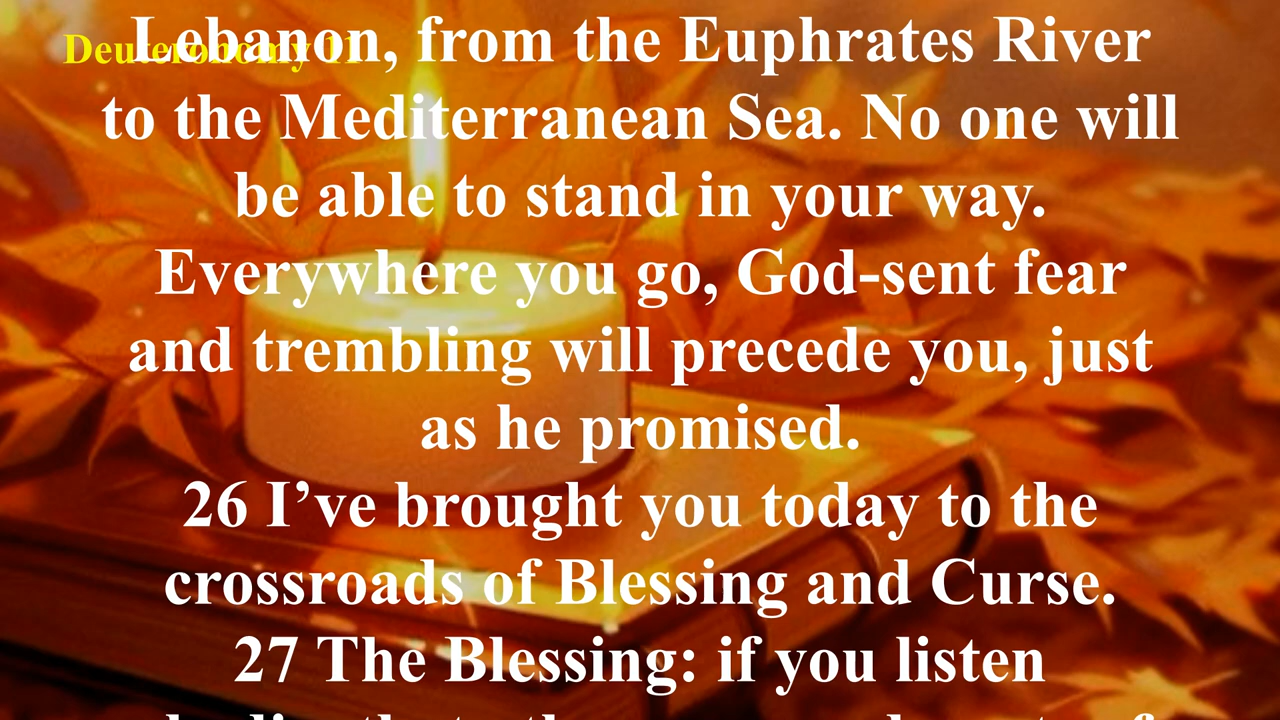 Deuteronomy 11
Lebanon, from the Euphrates River
to the Mediterranean Sea. No one will
be able to stand in your way.
Everywhere you go, God-sent fear
and trembling will precede you, just
as he promised.
26 I’ve brought you today to the
crossroads of Blessing and Curse.
27 The Blessing: if you listen